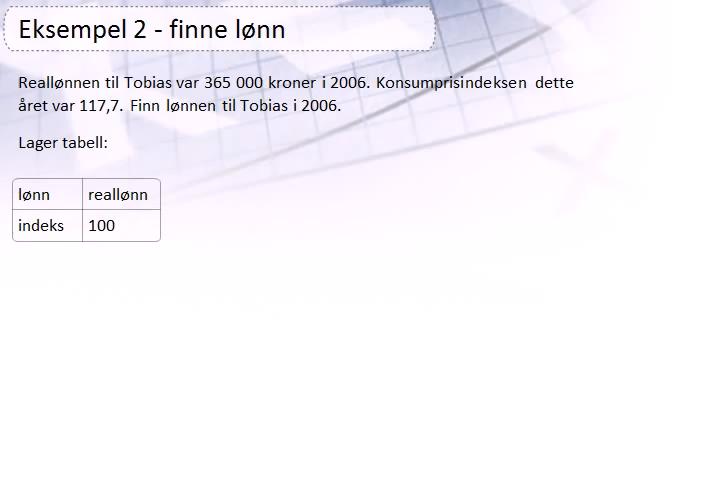 Eksempel 2 - finne lønn
Reallønnen til Tobias var 365 000 kroner i 2006. Konsumprisindeksen dette
året var 117,7. Finn lønnen til Tobias i 2006.
Lager tabell:
lønn reallønn
indeks 100